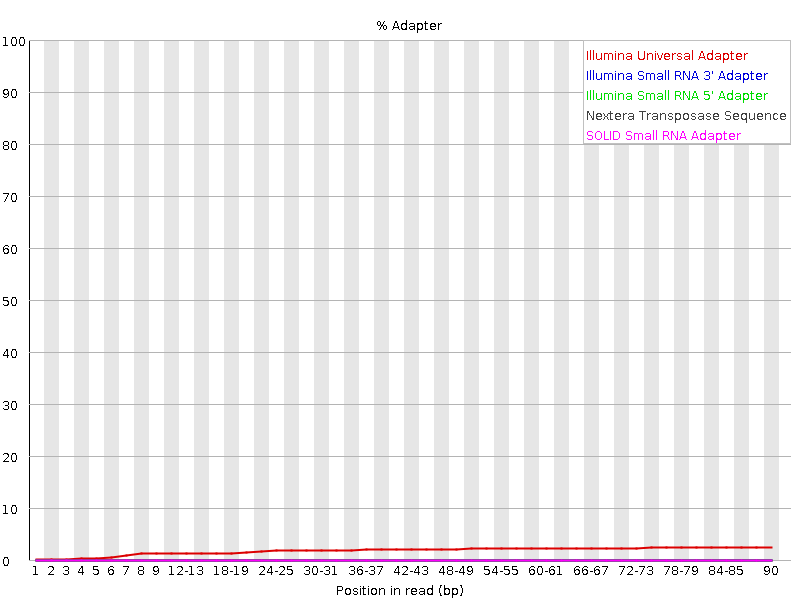 % Adapter
100
90
80
70
60
50
40
30
20
10
0
Illumina Universal Adapter
Illumina Small RNA 3' Adapter
Illumina Small RNA 5' Adapter
Nextera Transposase Sequence
SOLID Small RNA Adapter
1 2 3 4 5 6 7 8 9 12-13 18-19 24-25 30-31 36-37 42-43 48-49 54-55 60-61 66-67 72-73 78-79 84-85 90
Position in read (bp)